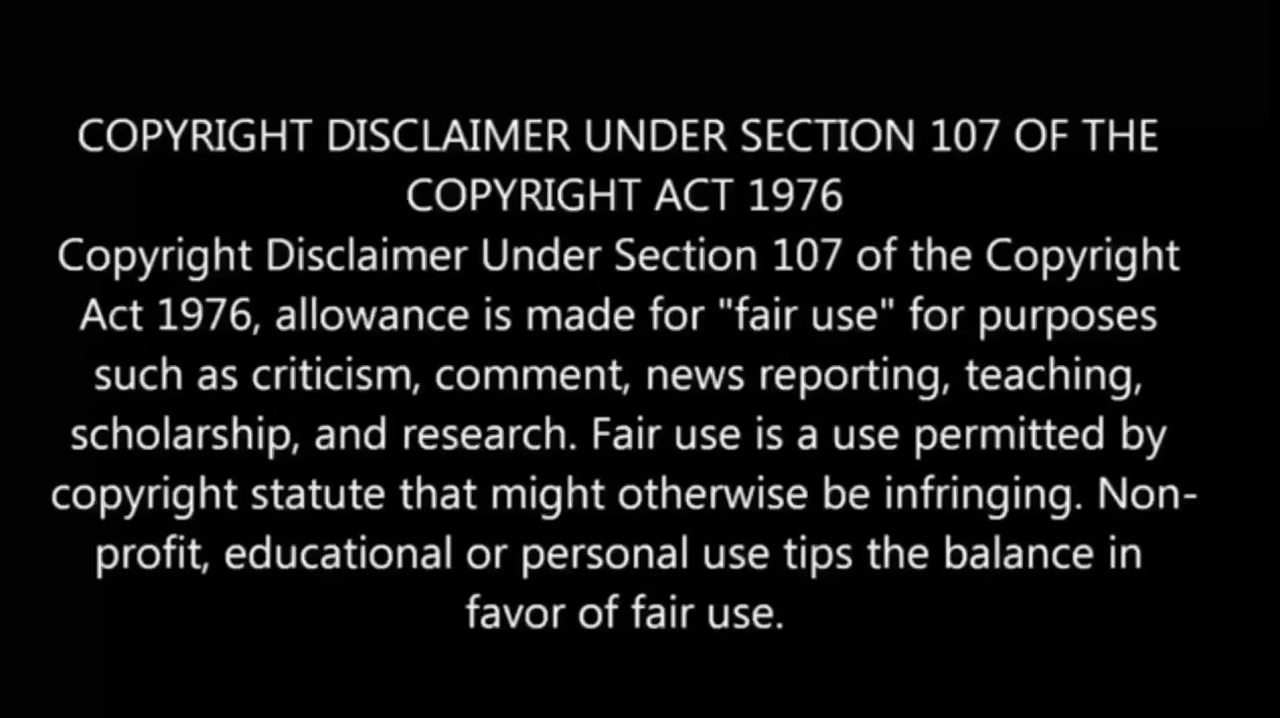 COPYRIGHT DISCLAIMER UNDER SECTION 107 OF THE
COPYRIGHT ACT 1976
Copyright Disclaimer Under Section 107 of the Copyright
Act 1976, allowance is made for "fair use" for purposes
such as criticism, comment, news reporting, teaching,
scholarship, and research. Fair use is a use permitted by
copyright statute that might otherwise be infringing. Non-
profit, educational or personal use tips the balance in
favor of fair use.